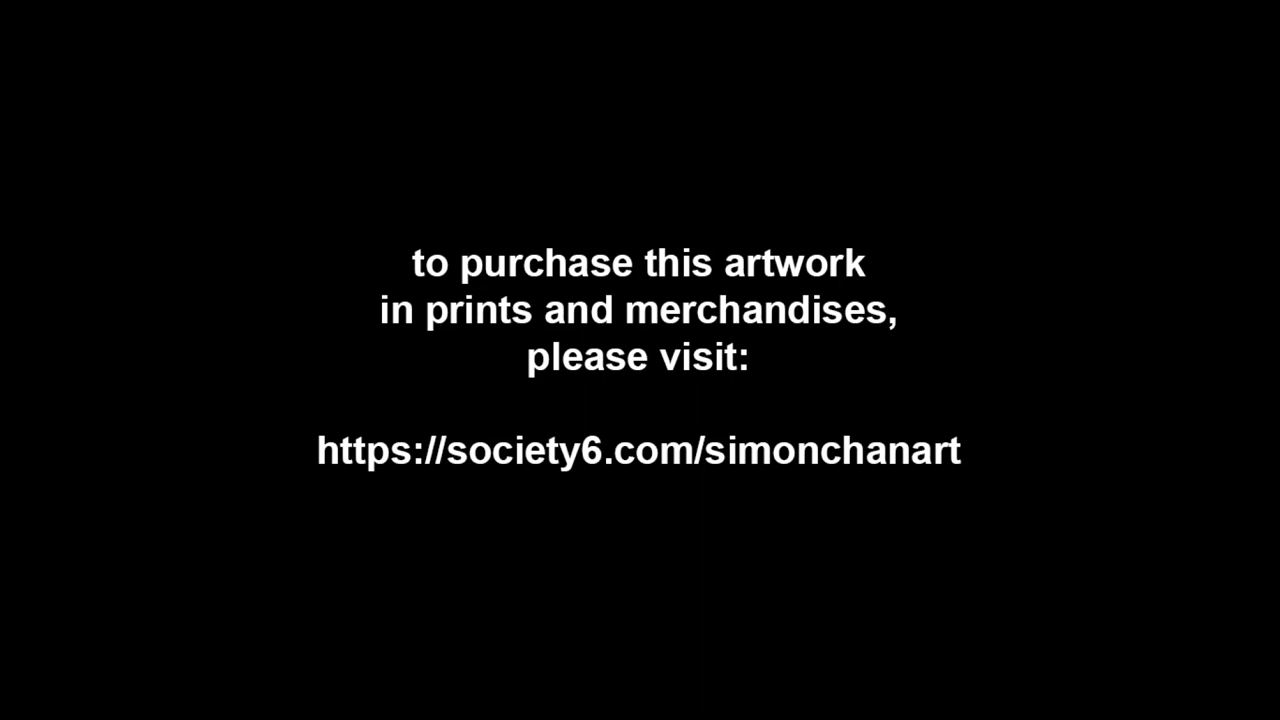 to purchase this artwork
in prints and merchandises,
please visit:
https://society6.com/simonchanart